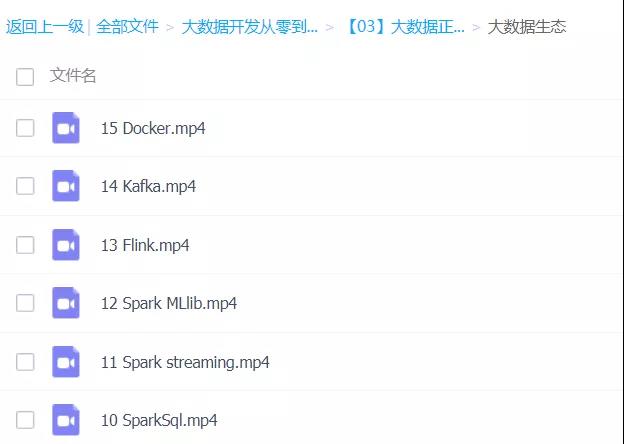 返回上一级 | 全部文件 > 大数据开发从零到... > 【03】大数据正... > 大数据生态
文件名
15 Docker.mp4
14 Kafka.mp4
13 Flink.mp4
12 Spark MLlib.mp4
11 Spark streaming.mp4
10 SparkSql.mp4